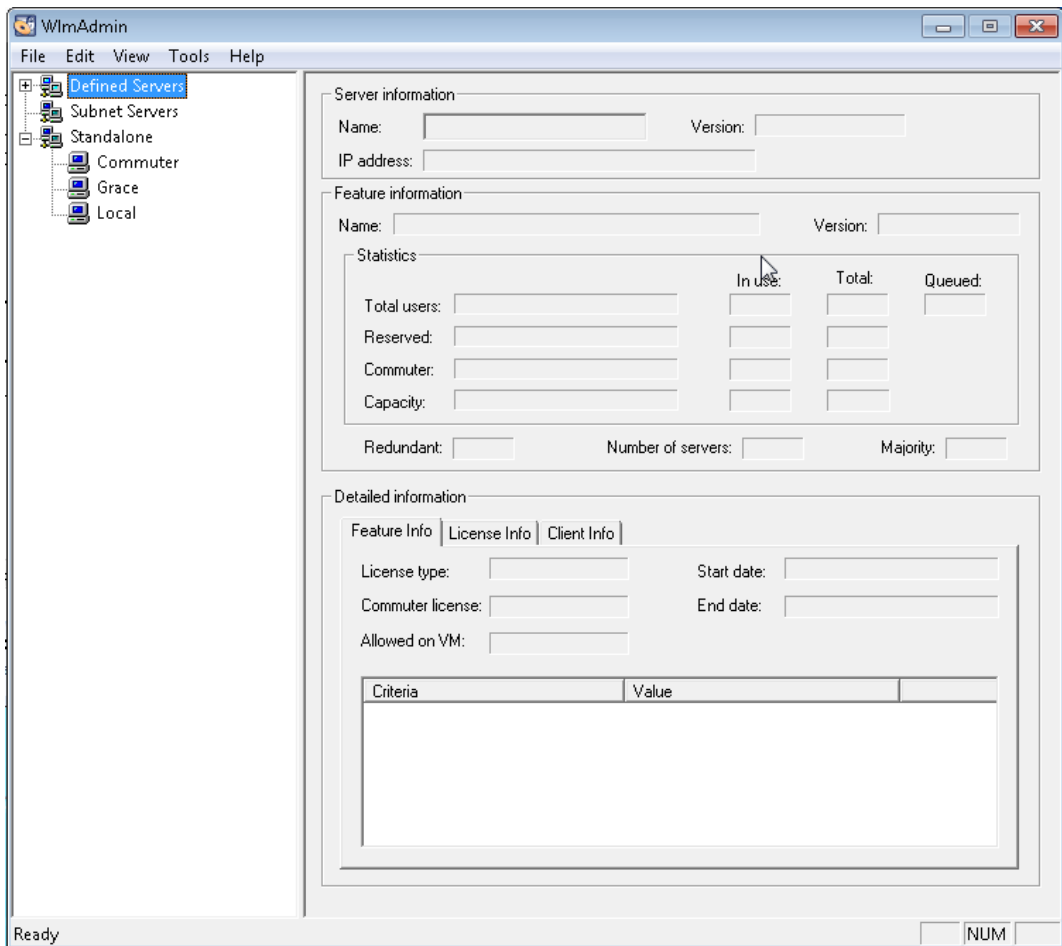 WlmAdmin
File Edit View Tools Help
Defined Servers
Subnet Servers
Standalone
Commuter
Grace
Local
Server information
Name: Version:
IP address:
Feature information
Name: Version:
Statistics
In use: Total: Queued:
Total users:
Reserved:
Commuter:
Capacity:
Redundant: Number of servers: Majority:
Detailed information
Feature Info License Info Client Info
License type: Start date:
Commuter license: End date:
Allowed on VM:
Criteria Value
Ready NUM